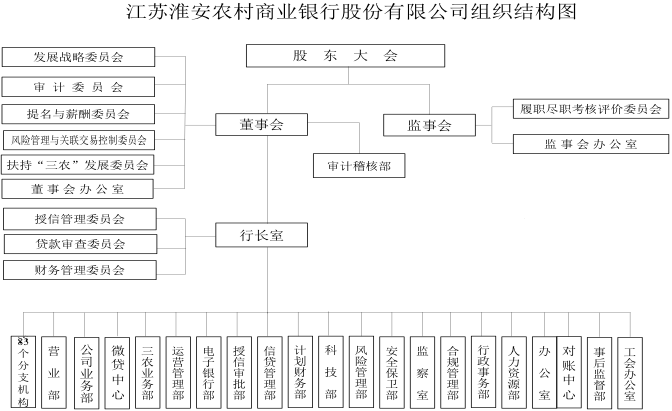 江苏淮安农村商业银行股份有限公司组织结构图
股东大会
发展战略委员会
审计委员会
提名与薪酬委员会
风险管理与关联交易控制委员会
扶持“三农”发展委员会
董事会办公室
董事会
监事会
履职尽职考核评价委员会
监事会办公室
审计稽核部
授信管理委员会
贷款审查委员会
财务管理委员会
行长室
83个分支机构
营业部
公司业务部
微贷中心
三农业务部
运营管理部
电子银行部
授信审批部
信贷管理部
计划财务部
科技部
风险管理部
安全保卫部
监察室
合规管理部
行政事务部
人力资源部
办公室
对账中心
事后监督部
工会办公室